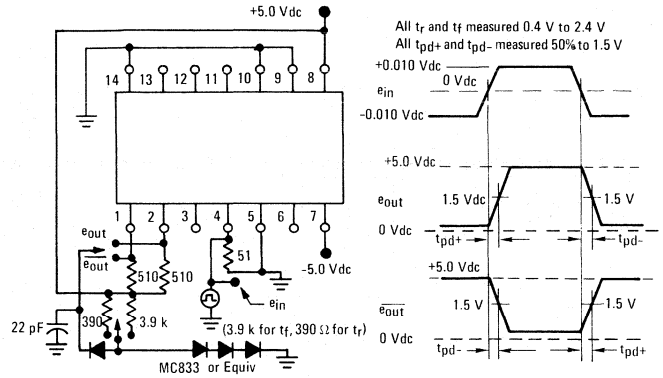 +5.0 Vdc
14 13 12 11 10 9 8
1 2 3 4 5 6 7
eout
eout
510 510
51
-5.0 Vdc
ein
22 pF
390
3.9 k
(3.9 k for tf, 390 Ω for tr)
MC833 or Equiv
All tr and tf measured 0.4 V to 2.4 V
All tpd+ and tpd- measured 50% to 1.5 V
+0.010 Vdc
0 Vdc
ein
-0.010 Vdc
+5.0 Vdc
eout
1.5 Vdc
1.5 V
0 Vdc
tpd+
tpd-
+5.0 Vdc
eout
1.5 V
1.5 V
0 Vdc
tpd-
tpd+